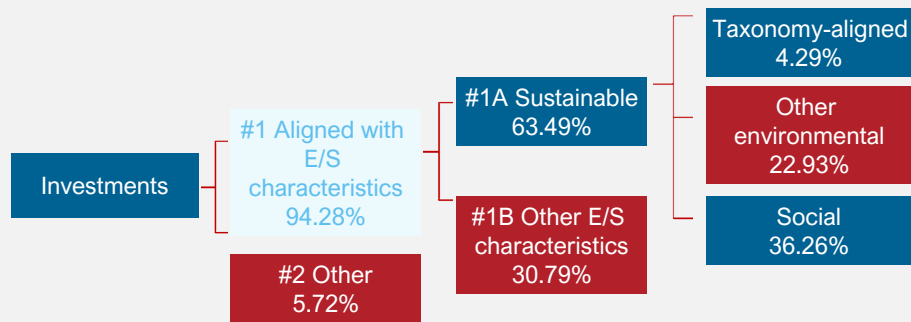 Investments
#1 Aligned with
E/S
characteristics
94.28%
#2 Other
5.72%
#1A Sustainable
63.49%
#1B Other E/S
characteristics
30.79%
Taxonomy-aligned
4.29%
Other
environmental
22.93%
Social
36.26%